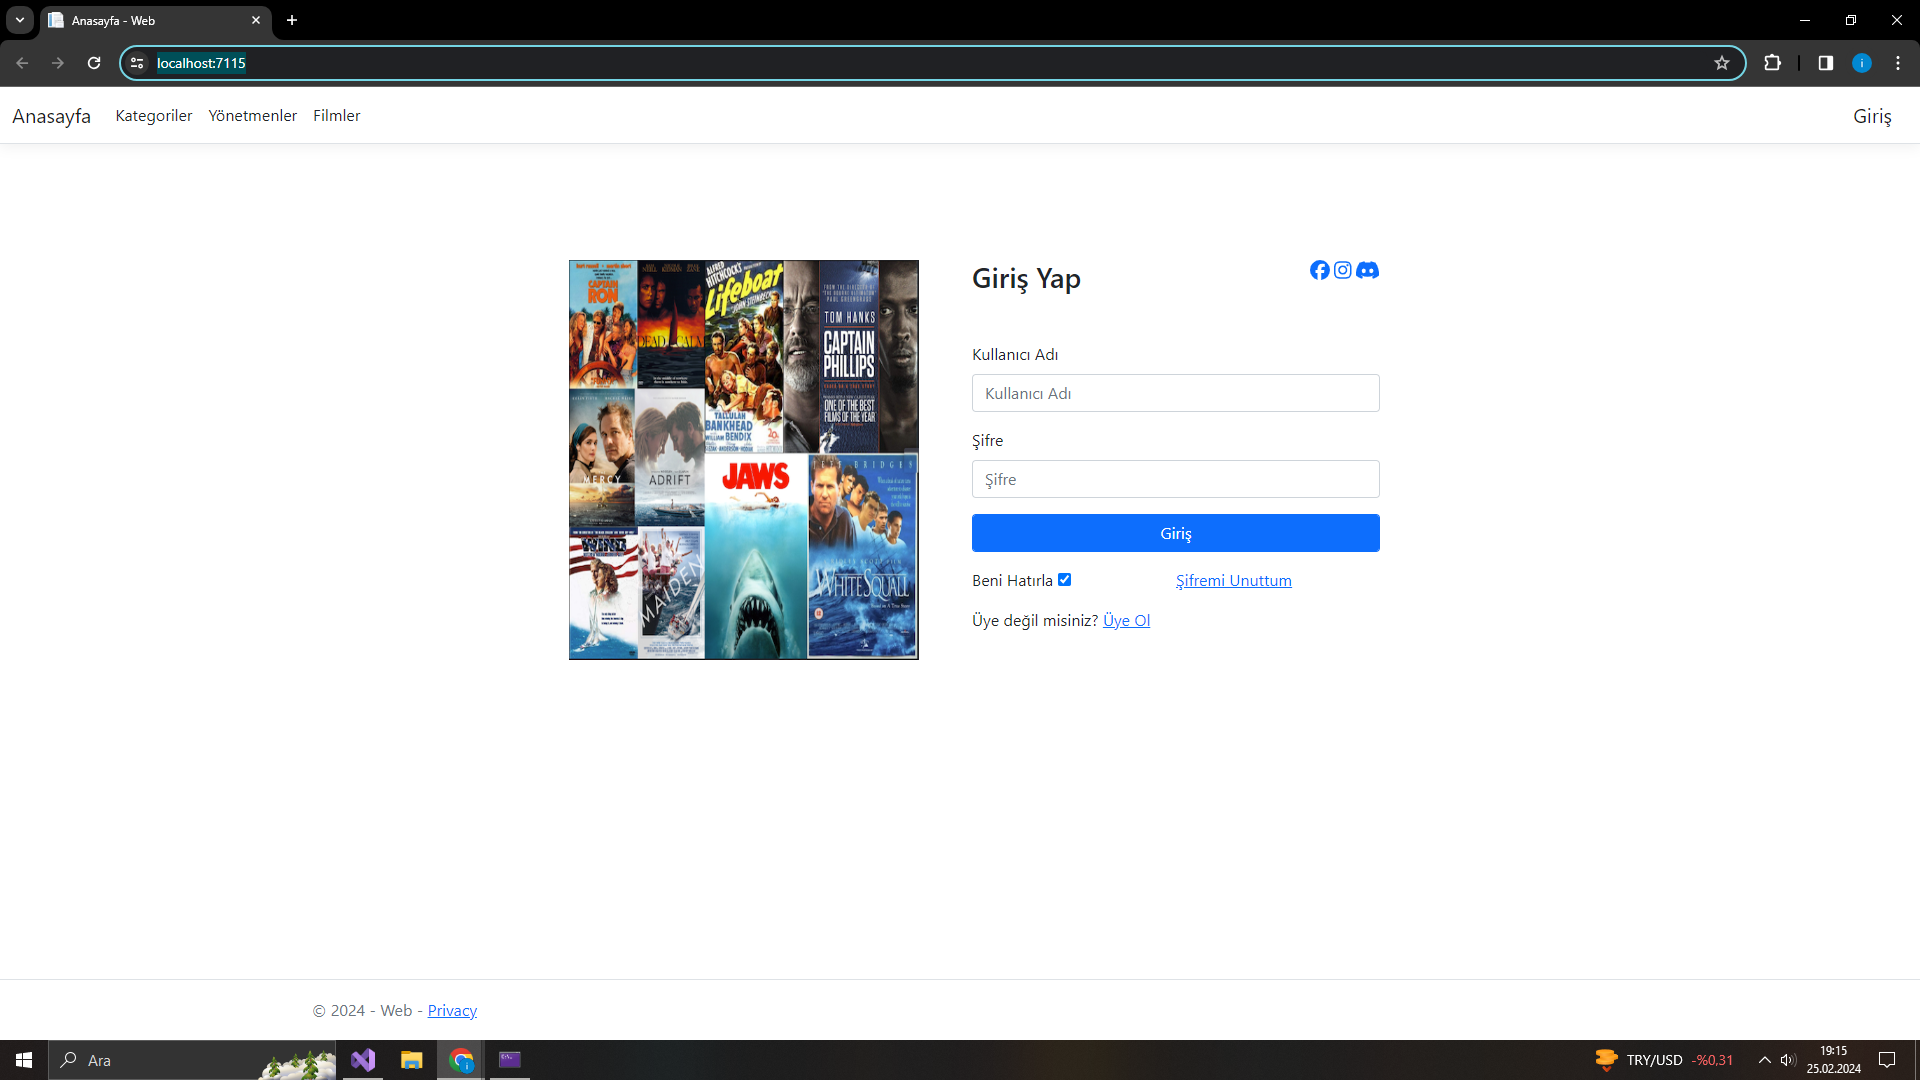 Anasayfa - Web
localhost:7115
i
Anasayfa Kategoriler Yönetmenler Filmler Giriş
CAPTAIN
RON
DEAD CALM
ALFRED
HITCHCOCK'S
Lifeboat
TALLULAH
BANKHEAD
WILLIAM BENDIX
TOM HANKS
CAPTAIN
PHILLIPS
ONE OF THE BEST
FILMS OF THE YEAR
MERCY
ADRIFT
JAWS
JEFF BRIDGES
WIND
MAIDEN
WHITE SQUALL
Giriş Yap
Kullanıcı Adı
Kullanıcı Adı
Şifre
Şifre
Giriş
Beni Hatırla Şifremi Unuttum
Üye değil misiniz? Üye Ol
© 2024 - Web - Privacy
Ara
TRY/USD -%0,31
19:15
25.02.2024